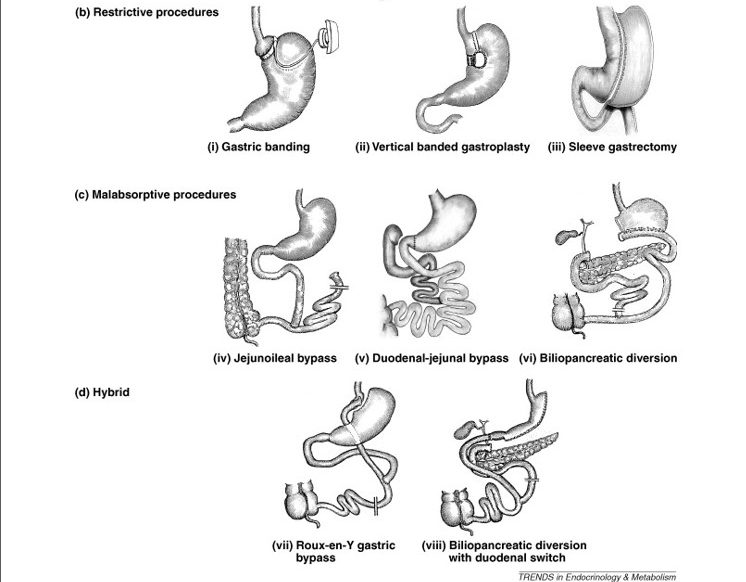 (b) Restrictive procedures
(i) Gastric banding
(ii) Vertical banded gastroplasty
(iii) Sleeve gastrectomy
(c) Malabsorptive procedures
(iv) Jejunoileal bypass
(v) Duodenal-jejunal bypass
(vi) Biliopancreatic diversion
(d) Hybrid
(vii) Roux-en-Y gastric
bypass
(viii) Biliopancreatic diversion
with duodenal switch
TRENDS in Endocrinology & Metabolism